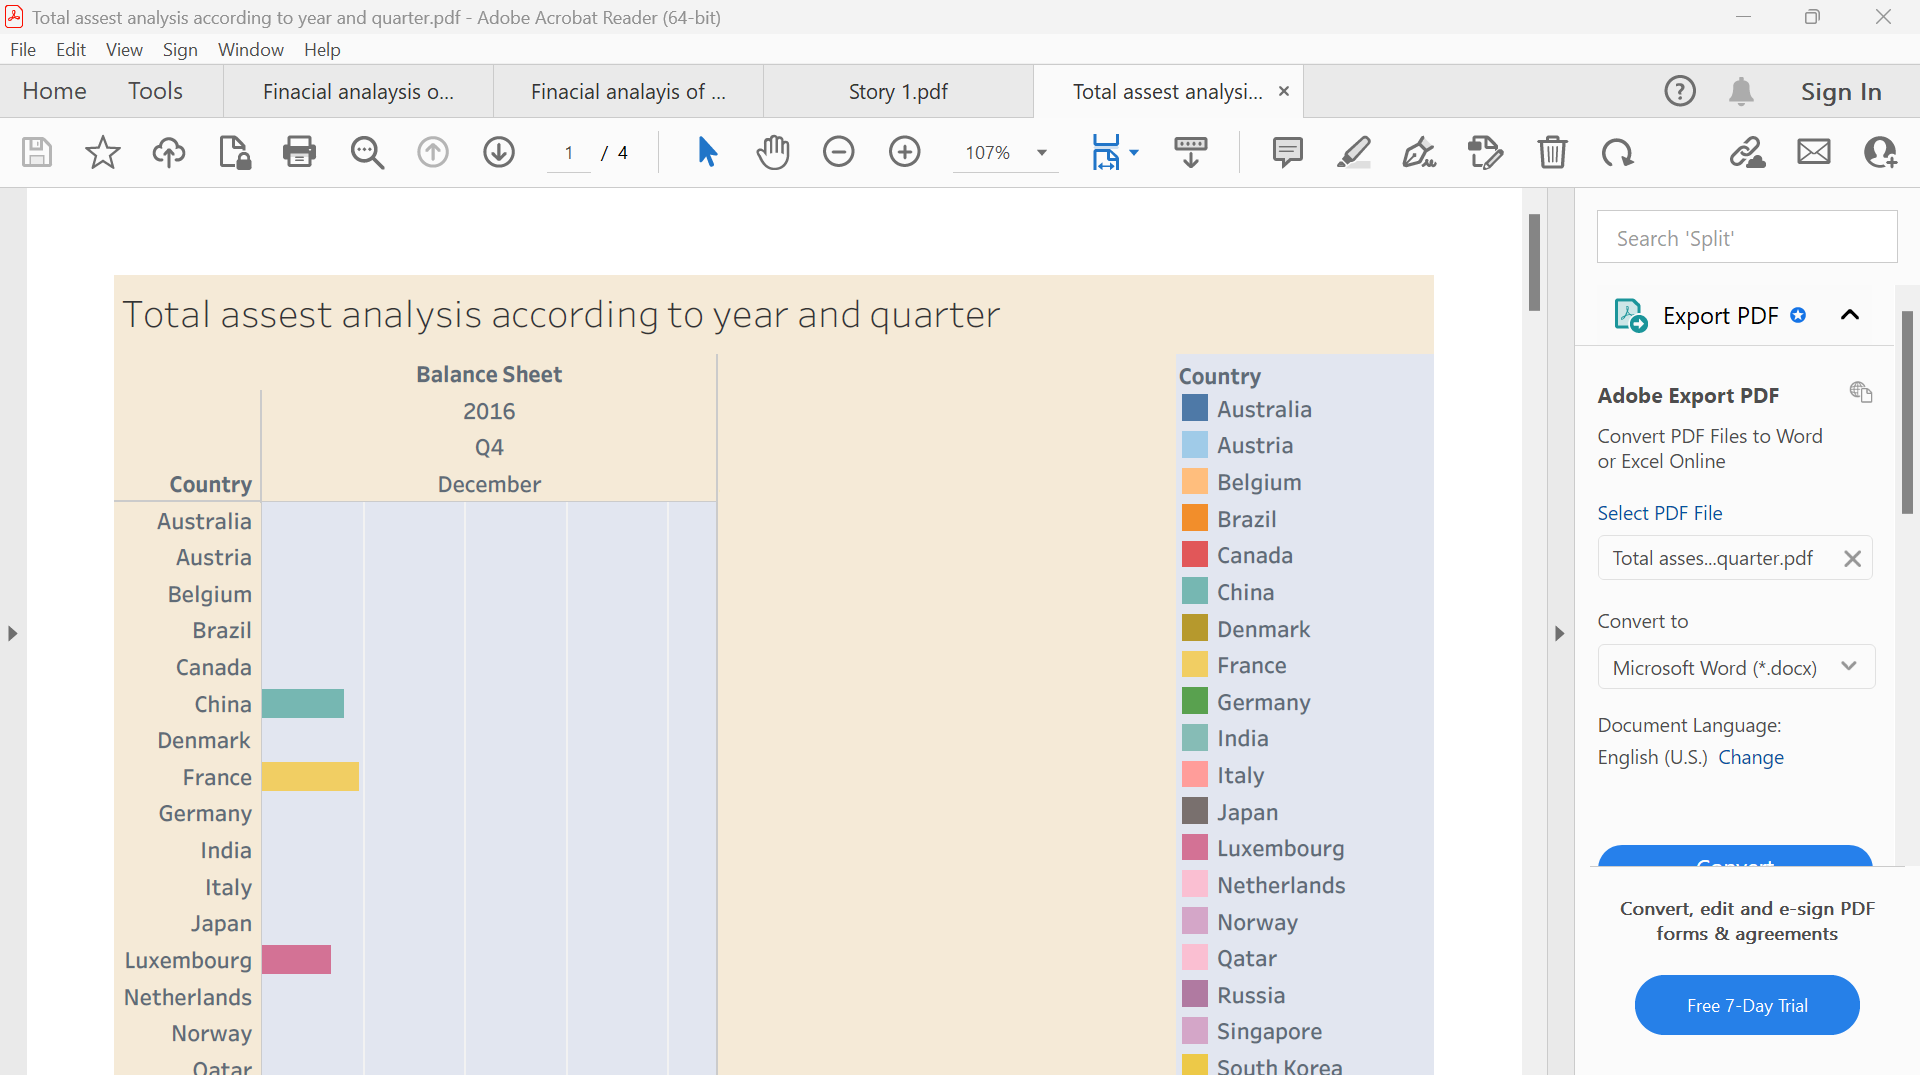 Total assest analysis according to year and quarter.pdf - Adobe Acrobat Reader (64-bit)
File Edit View Sign Window Help
Home Tools Finacial analaysis o... Finacial analayis of ... Story 1.pdf Total assest analysi... Sign In
1 / 4 107%
Search 'Split'
Export PDF
Adobe Export PDF
Convert PDF Files to Word
or Excel Online
Select PDF File
Total asses...quarter.pdf
Convert to
Microsoft Word (*.docx)
Document Language:
English (U.S.) Change
Convert
Convert, edit and e-sign PDF
forms & agreements
Free 7-Day Trial
Total assest analysis according to year and quarter
Balance Sheet
2016
Q4
Country December
Australia
Austria
Belgium
Brazil
Canada
China
Denmark
France
Germany
India
Italy
Japan
Luxembourg
Netherlands
Norway
Qatar
Country
Australia
Austria
Belgium
Brazil
Canada
China
Denmark
France
Germany
India
Italy
Japan
Luxembourg
Netherlands
Norway
Qatar
Russia
Singapore
South Korea